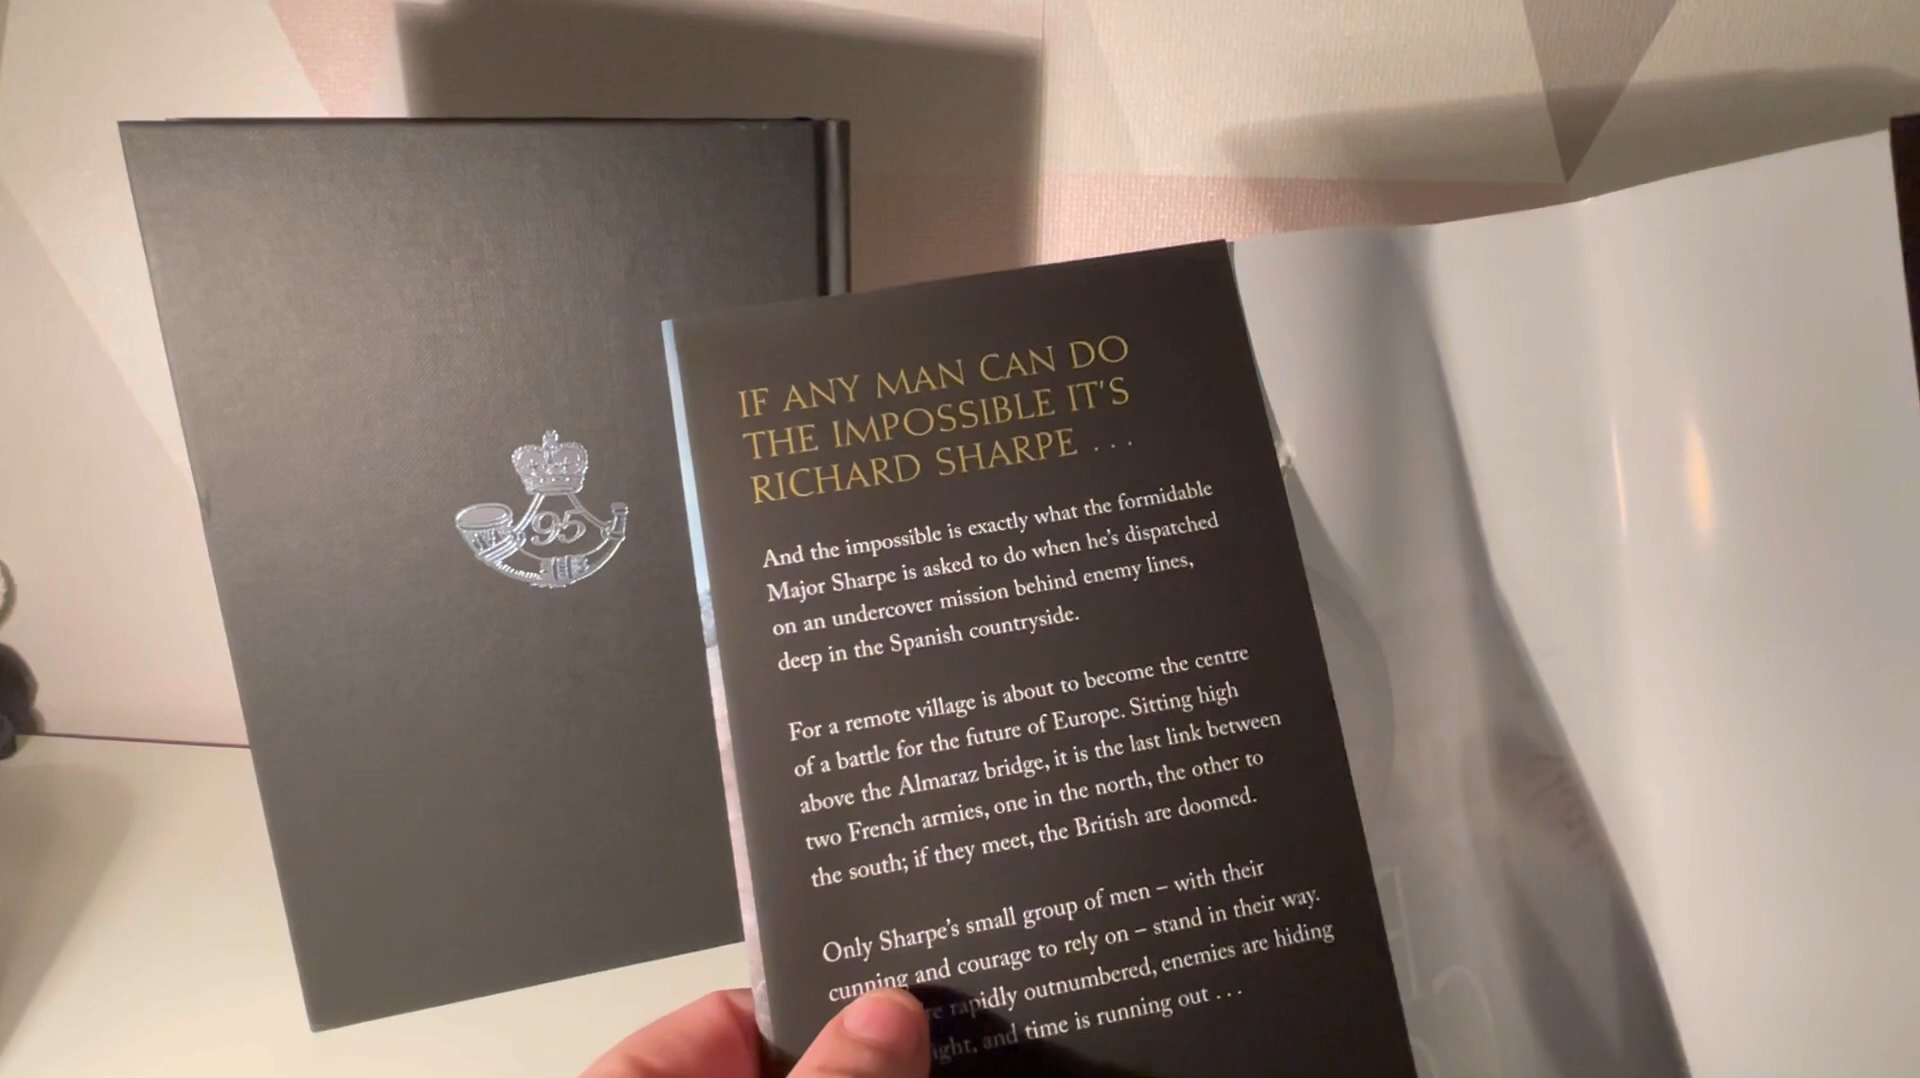 95
IF ANY MAN CAN DO
THE IMPOSSIBLE IT'S
RICHARD SHARPE . . .
And the impossible is exactly what the formidable
Major Sharpe is asked to do when he's dispatched
on an undercover mission behind enemy lines,
deep in the Spanish countryside.
For a remote village is about to become the centre
of a battle for the future of Europe. Sitting high
above the Almaraz bridge, it is the last link between
two French armies, one in the north, the other to
the south; if they meet, the British are doomed.
Only Sharpe's small group of men – with their
cunning and courage to rely on – stand in their way.
rapidly outnumbered, enemies are hiding
and time is running out . . .